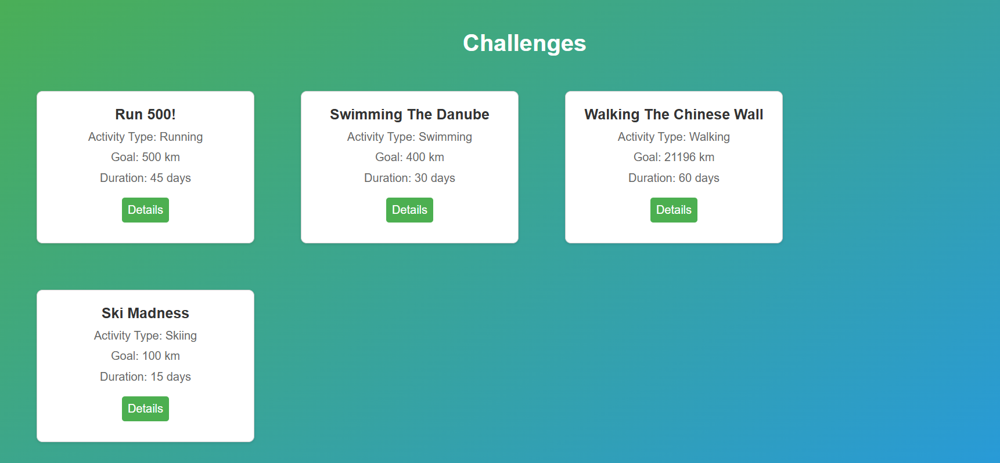 Challenges
Run 500!
Activity Type: Running
Goal: 500 km
Duration: 45 days
Details
Swimming The Danube
Activity Type: Swimming
Goal: 400 km
Duration: 30 days
Details
Walking The Chinese Wall
Activity Type: Walking
Goal: 21196 km
Duration: 60 days
Details
Ski Madness
Activity Type: Skiing
Goal: 100 km
Duration: 15 days
Details